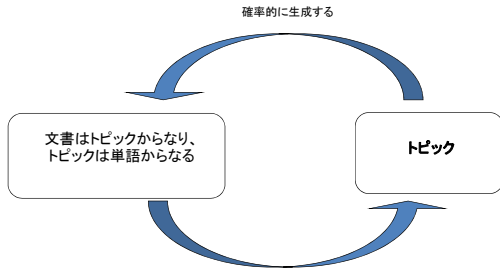 確率的に生成する
文書はトピックからなり、
トピックは単語からなる
トピック